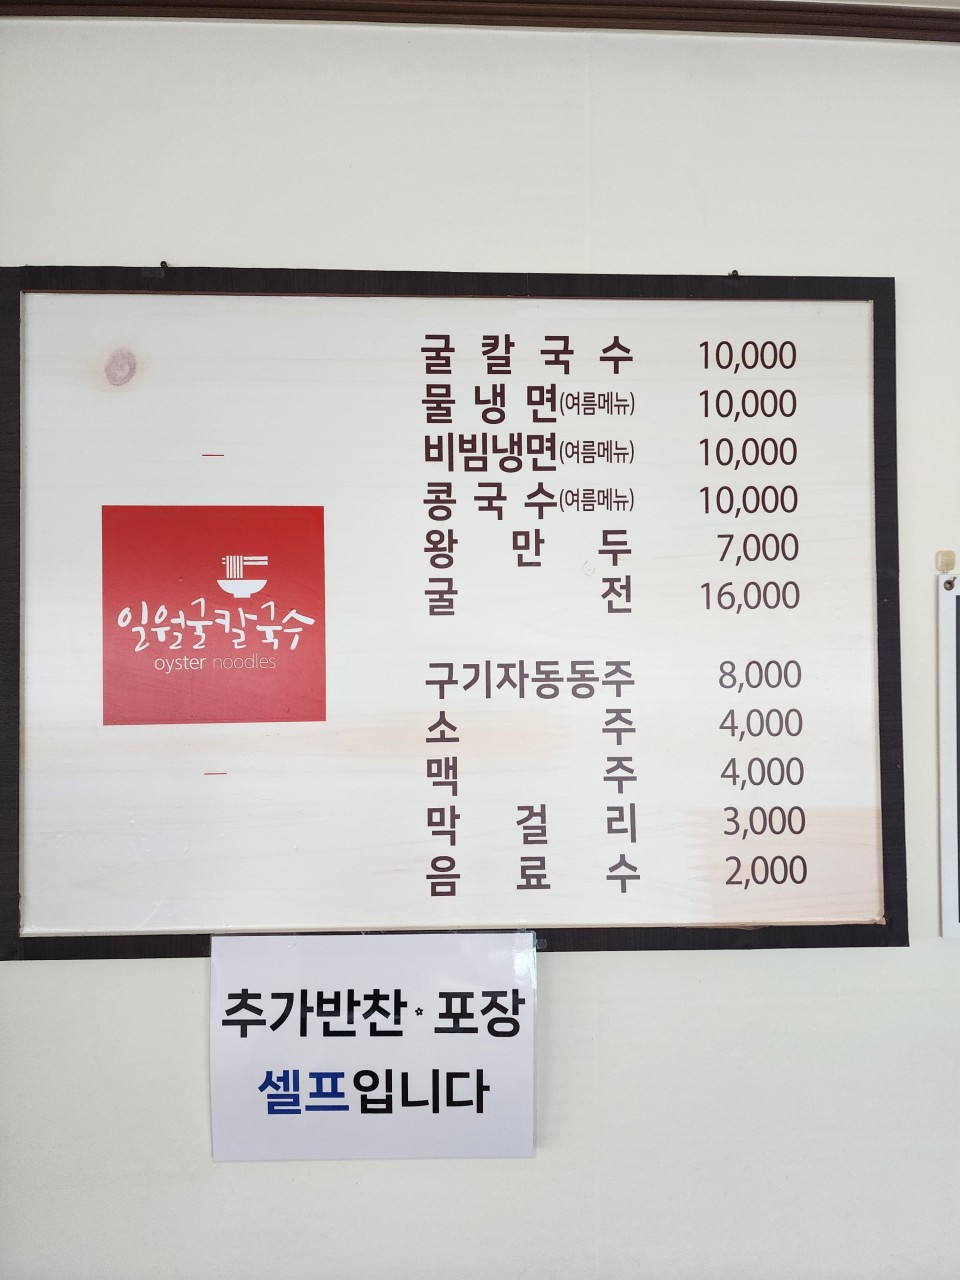 일월굴칼국수
oyster noodles
굴칼국수 10,000
물냉면(여름메뉴) 10,000
비빔냉면(여름메뉴) 10,000
콩국수(여름메뉴) 10,000
왕만두 7,000
굴전 16,000
구기자동동주 8,000
소주 4,000
맥주 4,000
막걸리 3,000
음료수 2,000
추가반찬* 포장
셀프입니다